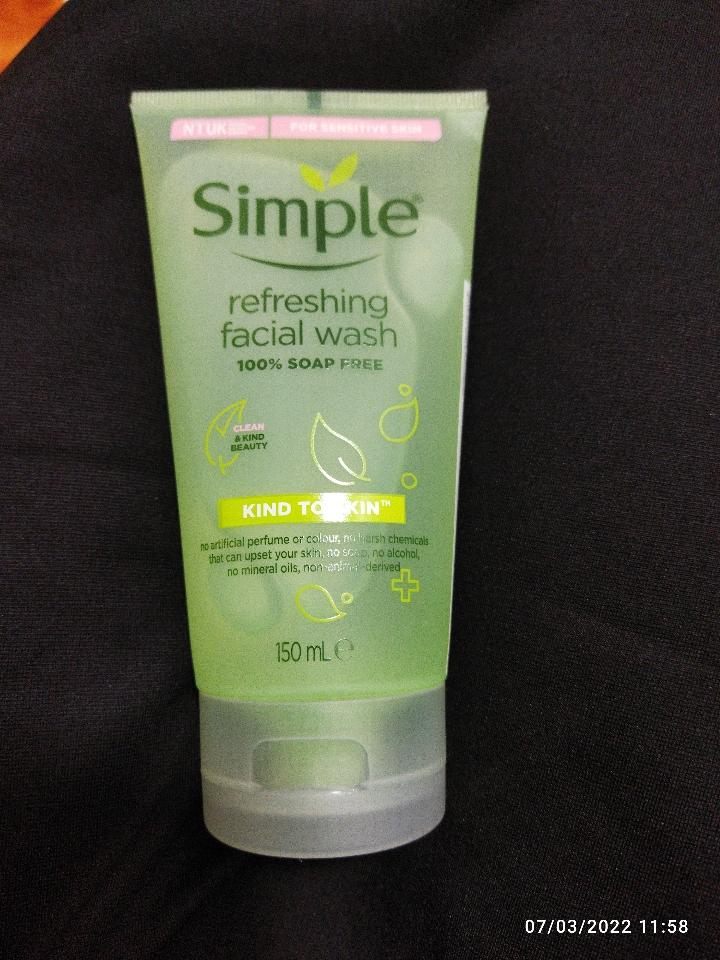 NTUK
FOR SENSITIVE SKIN
Simple®
refreshing
facial wash
100% SOAP FREE
CLEAN
& KIND
BEAUTY
KIND TO SKIN™
no artificial perfume or colour, no harsh chemicals
that can upset your skin, no soap, no alcohol,
no mineral oils, non-animal-derived
150 mL ℮
07/03/2022 11:58